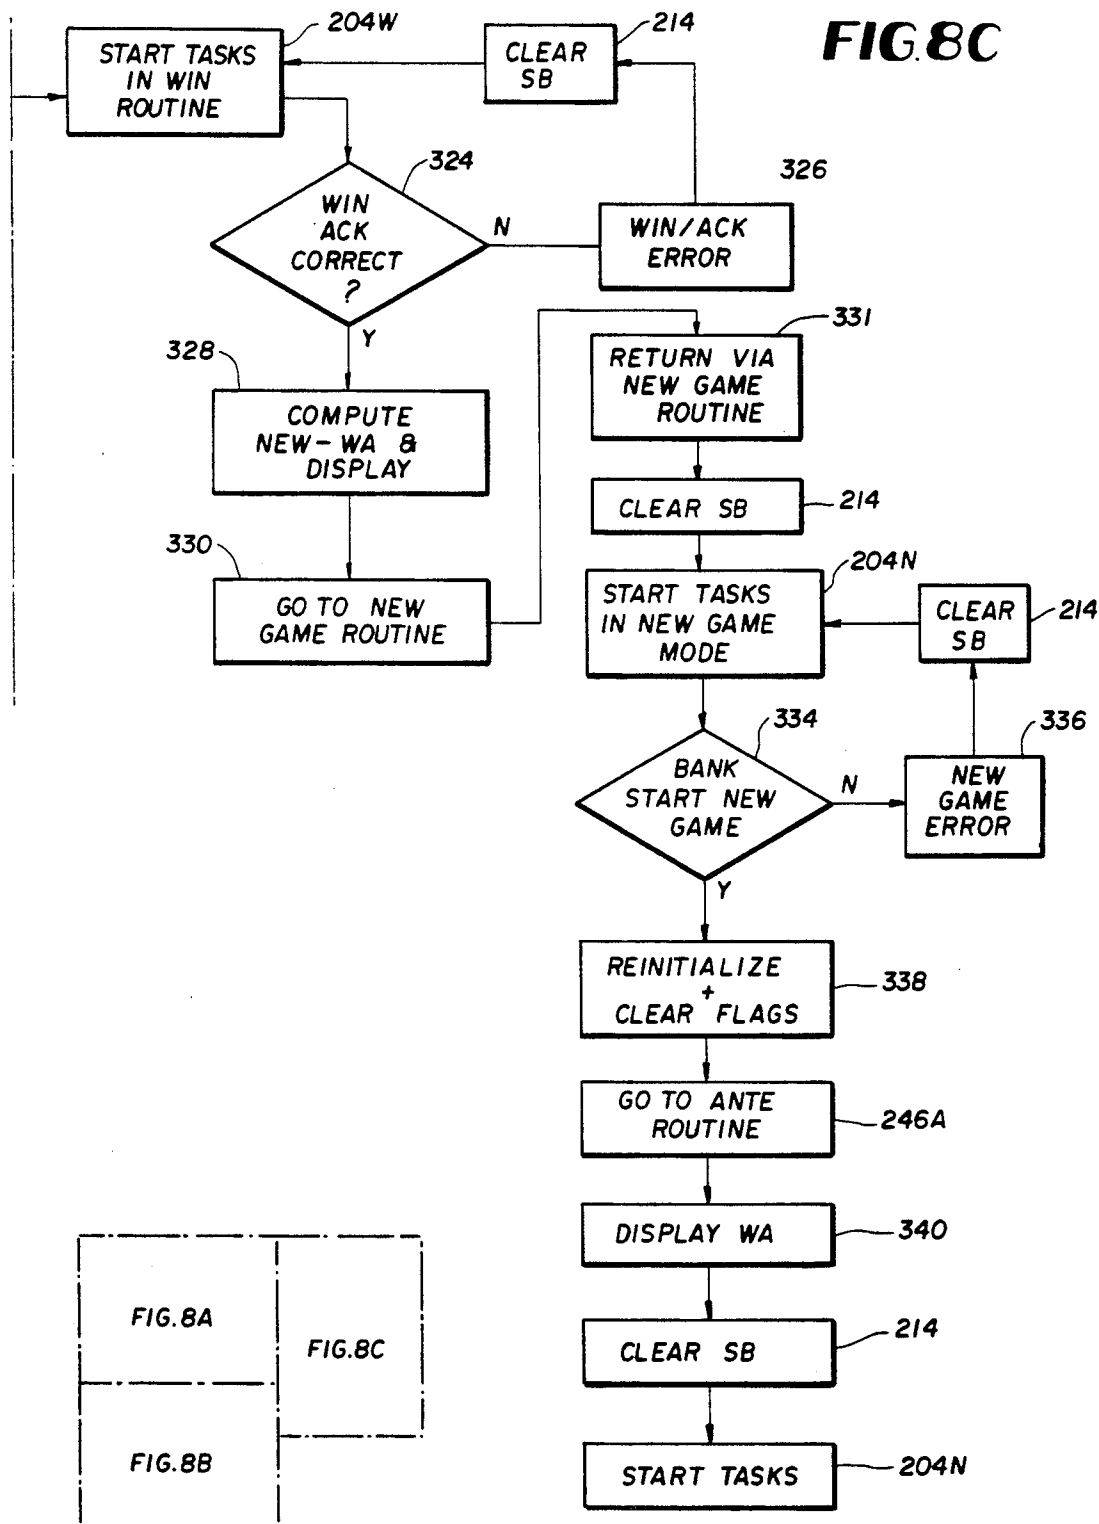 FIG. 8C
204W
START TASKS
IN WIN
ROUTINE
214
CLEAR
SB
324
WIN
ACK
CORRECT
?
N
Y
326
WIN/ACK
ERROR
328
COMPUTE
NEW-WA &
DISPLAY
330
GO TO NEW
GAME ROUTINE
331
RETURN VIA
NEW GAME
ROUTINE
CLEAR SB
214
204N
START TASKS
IN NEW GAME
MODE
CLEAR
SB
214
334
BANK
START NEW
GAME
N
Y
336
NEW
GAME
ERROR
REINITIALIZE
+
CLEAR FLAGS
338
GO TO ANTE
ROUTINE
246A
DISPLAY WA
340
CLEAR SB
214
START TASKS
204N
FIG. 8A
FIG. 8C
FIG. 8B